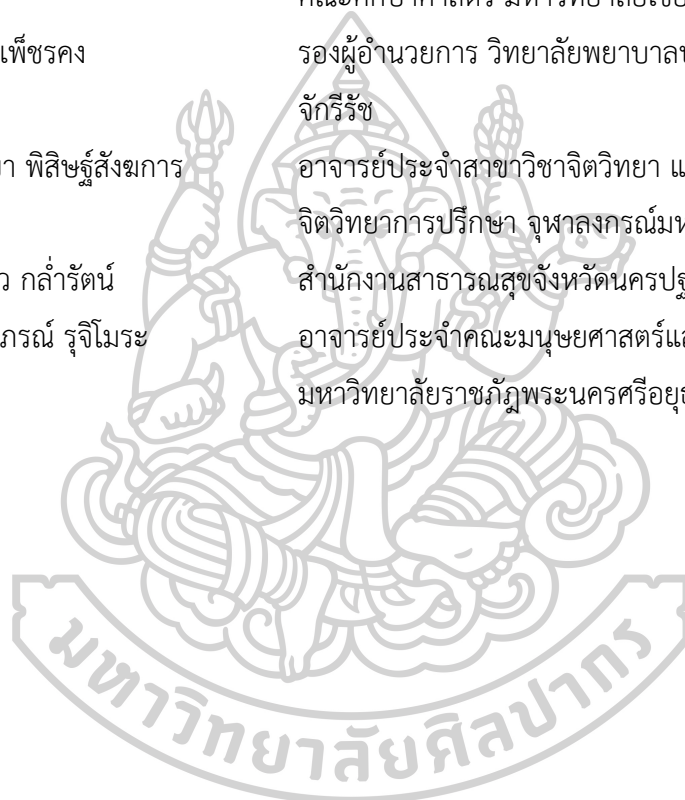 เพ็ชรคง
รองผู้อำนวยการ วิทยาลัยพยาบาล
จักรีรัช
พิสิษฐ์สังฆการ
อาจารย์ประจำสาขาวิชาจิตวิทยา
จิตวิทยาการปรึกษา จุฬาลงกรณ์
กล่ำรัตน์
สำนักงานสาธารณสุขจังหวัดนครปฐ
ภรณ์ รุจิโมระ
อาจารย์ประจำคณะมนุษยศาสตร์แล
มหาวิทยาลัยราชภัฏพระนครศรีอยุธ
มหาวิทยาลัยศิลปากร